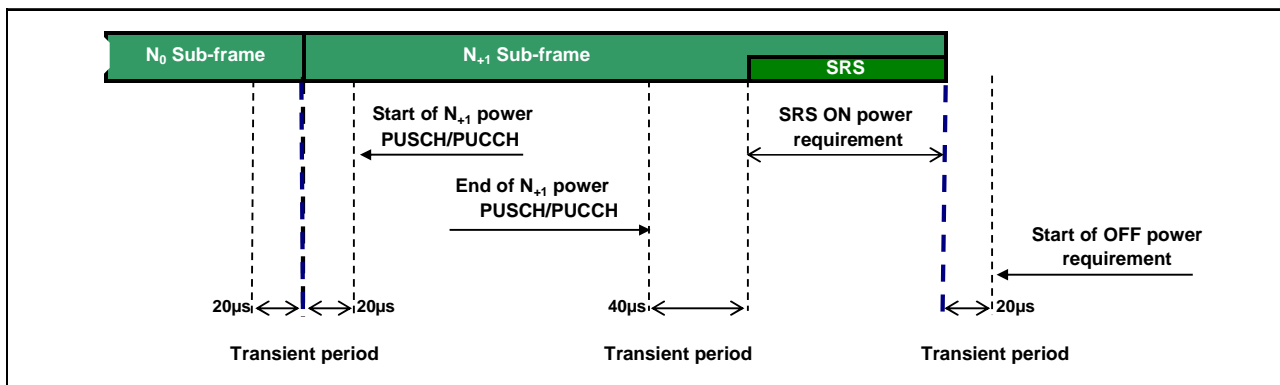 N₀ Sub-frame
N₊₁ Sub-frame
SRS
Start of N₊₁ power
PUSCH/PUCCH
SRS ON power
requirement
End of N₊₁ power
PUSCH/PUCCH
Start of OFF power
requirement
20µs
20µs
40µs
20µs
Transient period
Transient period
Transient period